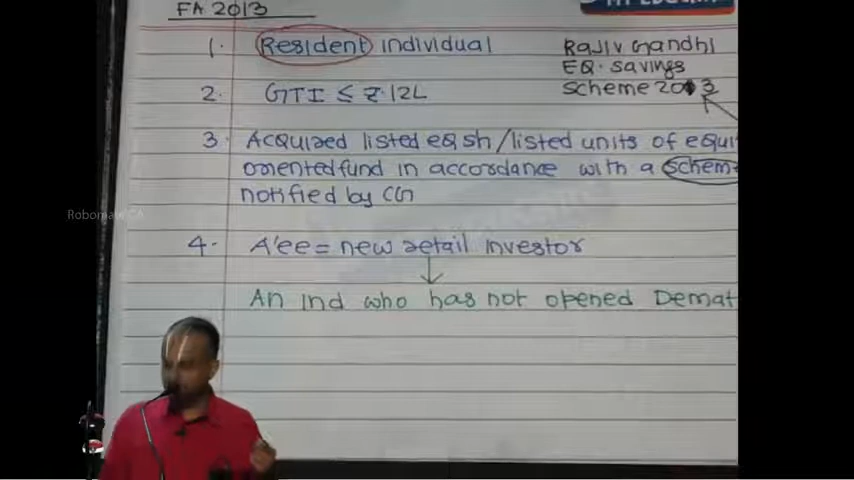 FA 2013
1. Resident individual
Rajiv Gandhi
EQ. savings
scheme 2013
2. GTI ≤ ₹.12L
3. Acquired listed eq sh/listed units of equi
oriented fund in accordance with a schem
notified by CG
4. A'ee = new retail investor
An Ind who has not opened Demat